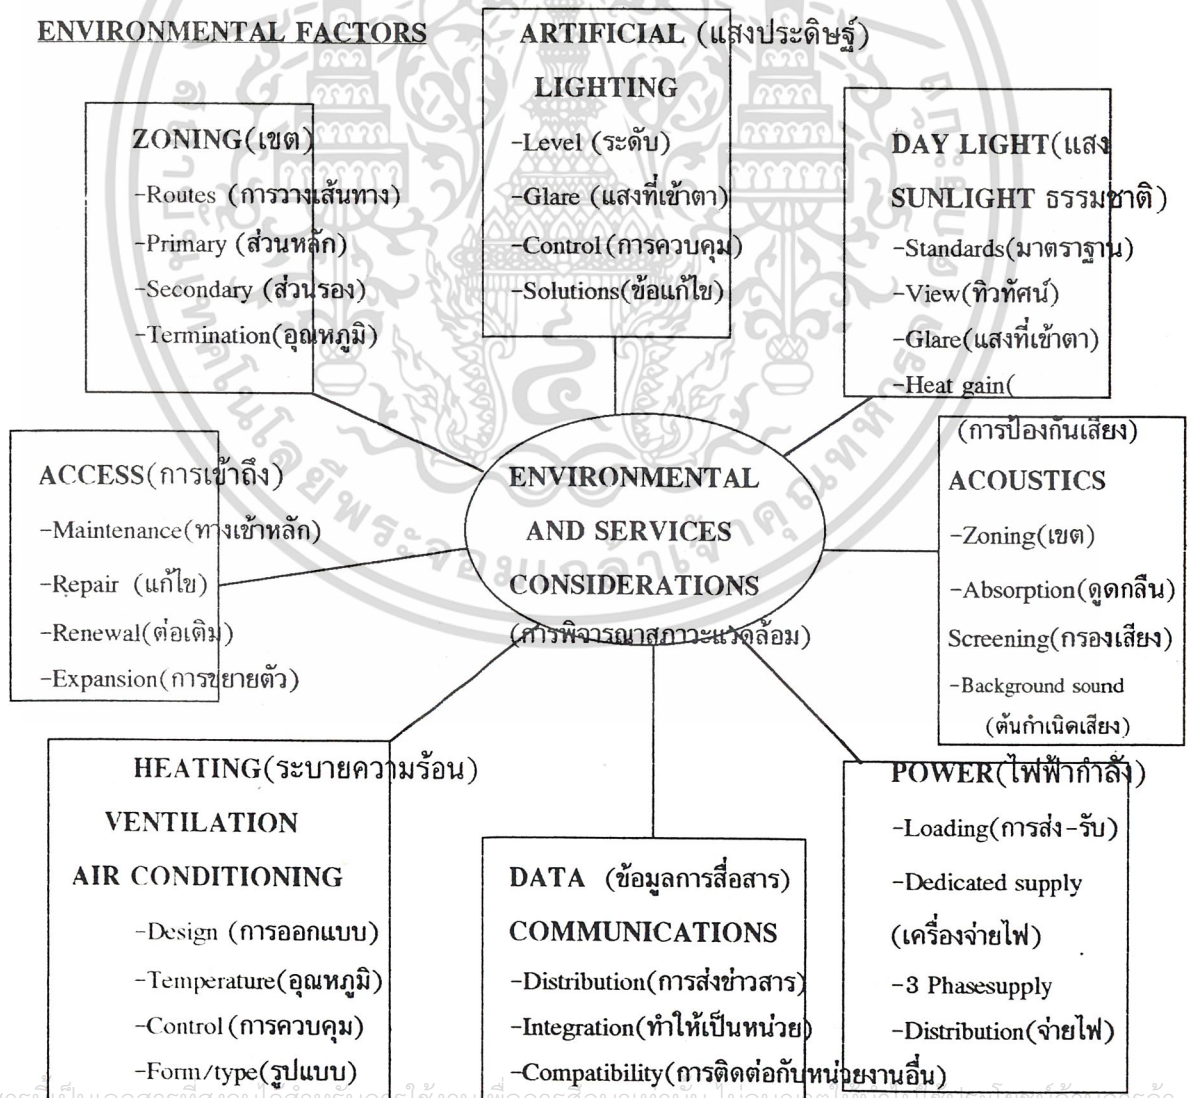 ENVIRONMENTAL FACTORS
ARTIFICIAL (แสงประดิษฐ์)
LIGHTING
-Level (ระดับ)
-Glare (แสงที่เข้าตา)
-Control (การควบคุม)
-Solutions(ข้อแก้ไข)
ZONING(เขต)
-Routes (การวางเส้นทาง)
-Primary (ส่วนหลัก)
-Secondary (ส่วนรอง)
-Termination(อุณหภูมิ)
DAY LIGHT(แสง
SUNLIGHT ธรรมชาติ)
-Standards(มาตราฐาน)
-View(ทิวทัศน์)
-Glare(แสงที่เข้าตา)
-Heat gain(
ACCESS(การเข้าถึง)
-Maintenance(ทางเข้าหลัก)
-Repair (แก้ไข)
-Renewal(ต่อเติม)
-Expansion(การขยายตัว)
ENVIRONMENTAL
AND SERVICES
CONSIDERATIONS
(การพิจารณาสภาวะแวดล้อม)
(การป้องกันเสียง)
ACOUSTICS
-Zoning(เขต)
-Absorption(ดูดกลืน)
Screening(กรองเสียง)
-Background sound
(ต้นกำเนิดเสียง)
HEATING(ระบายความร้อน)
VENTILATION
AIR CONDITIONING
-Design (การออกแบบ)
-Temperature(อุณหภูมิ)
-Control (การควบคุม)
-Form/type(รูปแบบ)
DATA (ข้อมูลการสื่อสาร)
COMMUNICATIONS
-Distribution(การส่งข่าวสาร)
-Integration(ทำให้เป็นหน่วย)
-Compatibility(การติดต่อกับหน่วยงานอื่น)
POWER(ไฟฟ้ากำลัง)
-Loading(การส่ง-รับ)
-Dedicated supply
(เครื่องจ่ายไฟ)
-3 Phasesupply
-Distribution(จ่ายไฟ)